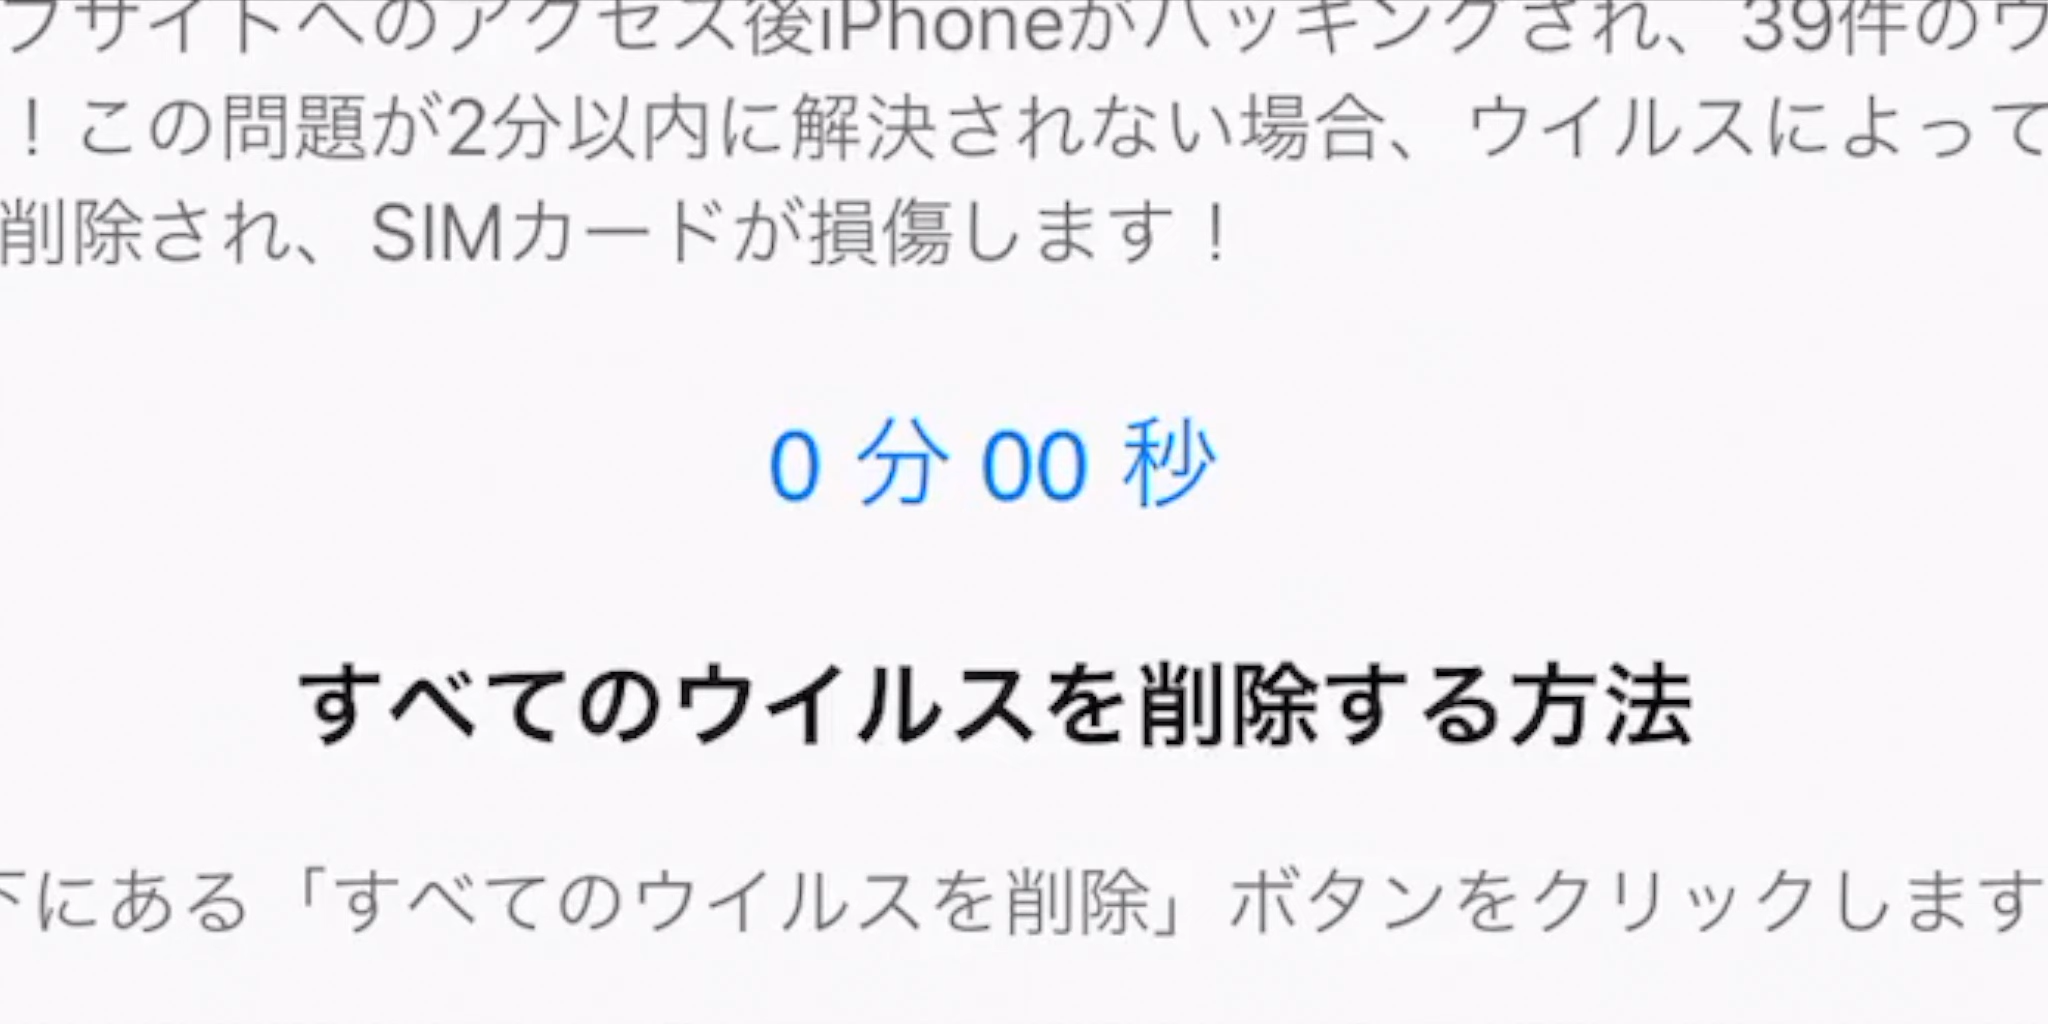 ブサイトへのアクセス後iPhoneがハッキングされ、39件のウ
！この問題が2分以内に解決されない場合、ウイルスによって
削除され、SIMカードが損傷します！
0 分 00 秒
すべてのウイルスを削除する方法
下にある「すべてのウイルスを削除」ボタンをクリックします